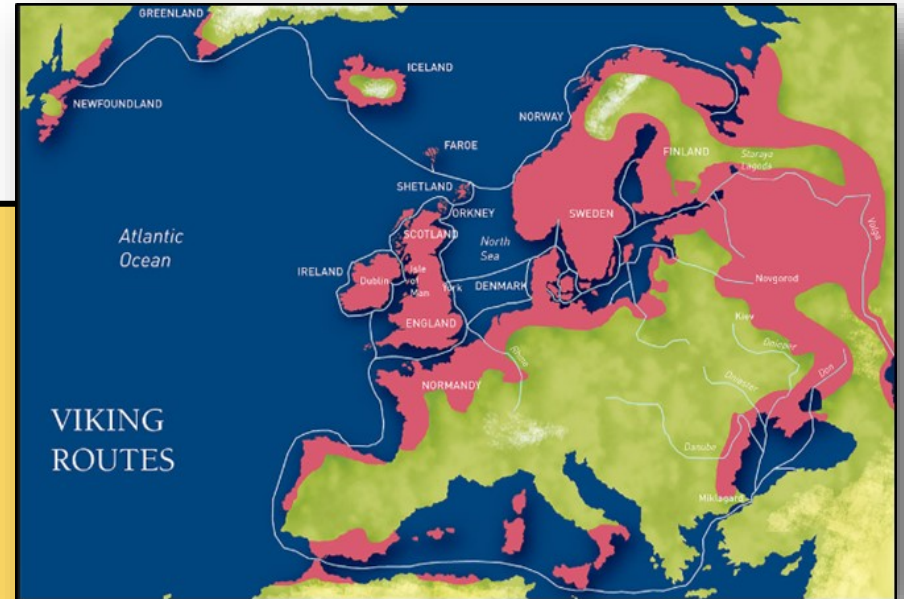 GREENLAND
ICELAND
NEWFOUNDLAND
NORWAY
FAROE
FINLAND
Staraya
Ladoga
SHETLAND
ORKNEY
SWEDEN
SCOTLAND
Volga
Atlantic
Ocean
North
Sea
IRELAND
Dublin
Isle
of
Man
York
DENMARK
Novgorod
ENGLAND
Kiev
Dnieper
Rhine
Don
NORMANDY
Dniester
VIKING
ROUTES
Danube
Miklagard